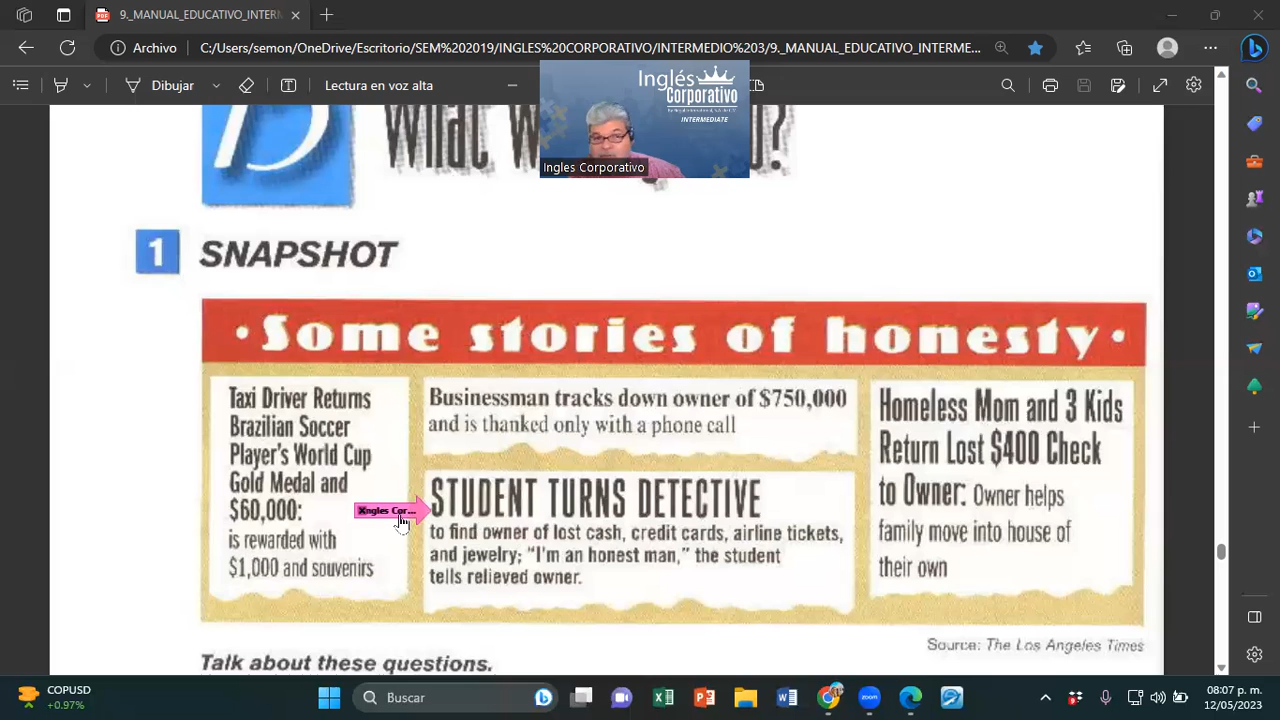 9._MANUAL_EDUCATIVO_INTERM
Archivo
C:/Users/semon/OneDrive/Escritorio/SEM%202019/INGLES%20CORPORATIVO/INTERMEDIO%203/9._MANUAL_EDUCATIVO_INTERME...
Dibujar
Lectura en voz alta
Inglés
Corporativo
INTERMEDIATE
Ingles Corporativo
What
1 SNAPSHOT
· Some stories of honesty ·
Taxi Driver Returns
Brazilian Soccer
Player's World Cup
Gold Medal and
$60,000:
is rewarded with
$1,000 and souvenirs
Businessman tracks down owner of $750,000
and is thanked only with a phone call
Ingles Cor...
STUDENT TURNS DETECTIVE
to find owner of lost cash, credit cards, airline tickets,
and jewelry; "I'm an honest man," the student
tells relieved owner.
Homeless Mom and 3 Kids
Return Lost $400 Check
to Owner: Owner helps
family move into house of
their own
Source: The Los Angeles Times
Talk about these questions.
COPUSD
+0.97%
Buscar
08:07 p. m.
12/05/2023